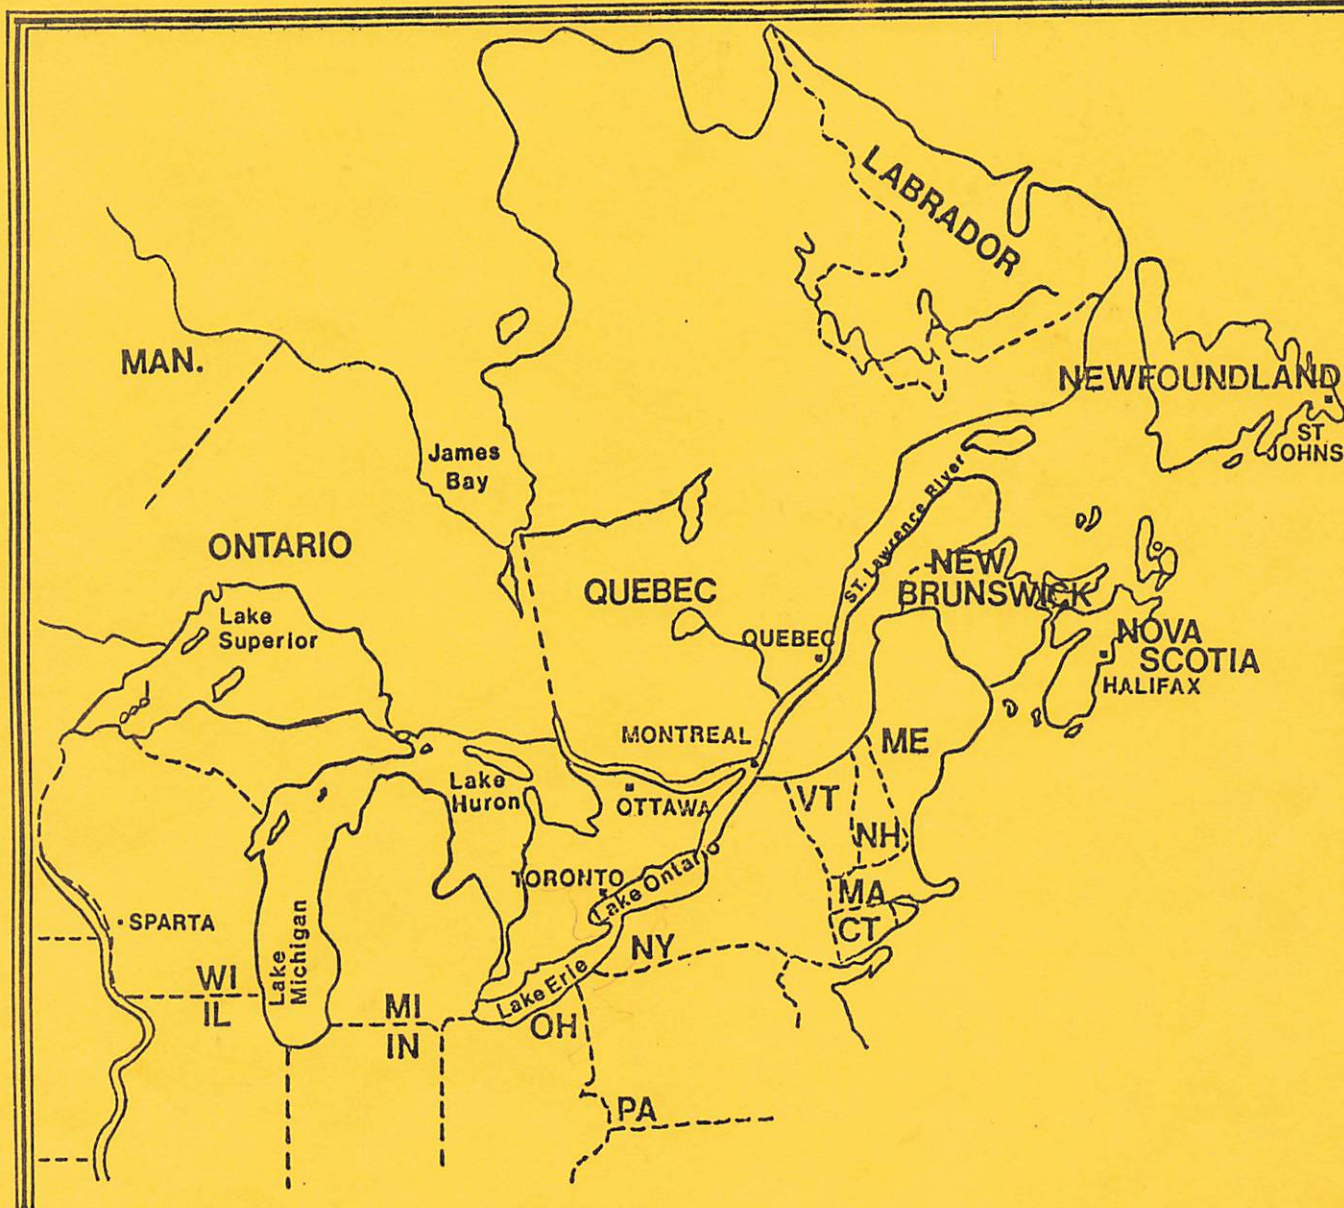 LABRADOR
MAN.
NEWFOUNDLAND
ST
JOHNS
James
Bay
ST. Lawrence River
ONTARIO
NEW
BRUNSWICK
QUEBEC
Lake
Superior
QUEBEC
NOVA
SCOTIA
HALIFAX
MONTREAL
ME
Lake
Huron
OTTAWA
VT
NH
TORONTO
Lake Ontario
MA
SPARTA
CT
Lake
Michigan
NY
WI
IL
Lake Erie
MI
IN
OH
PA